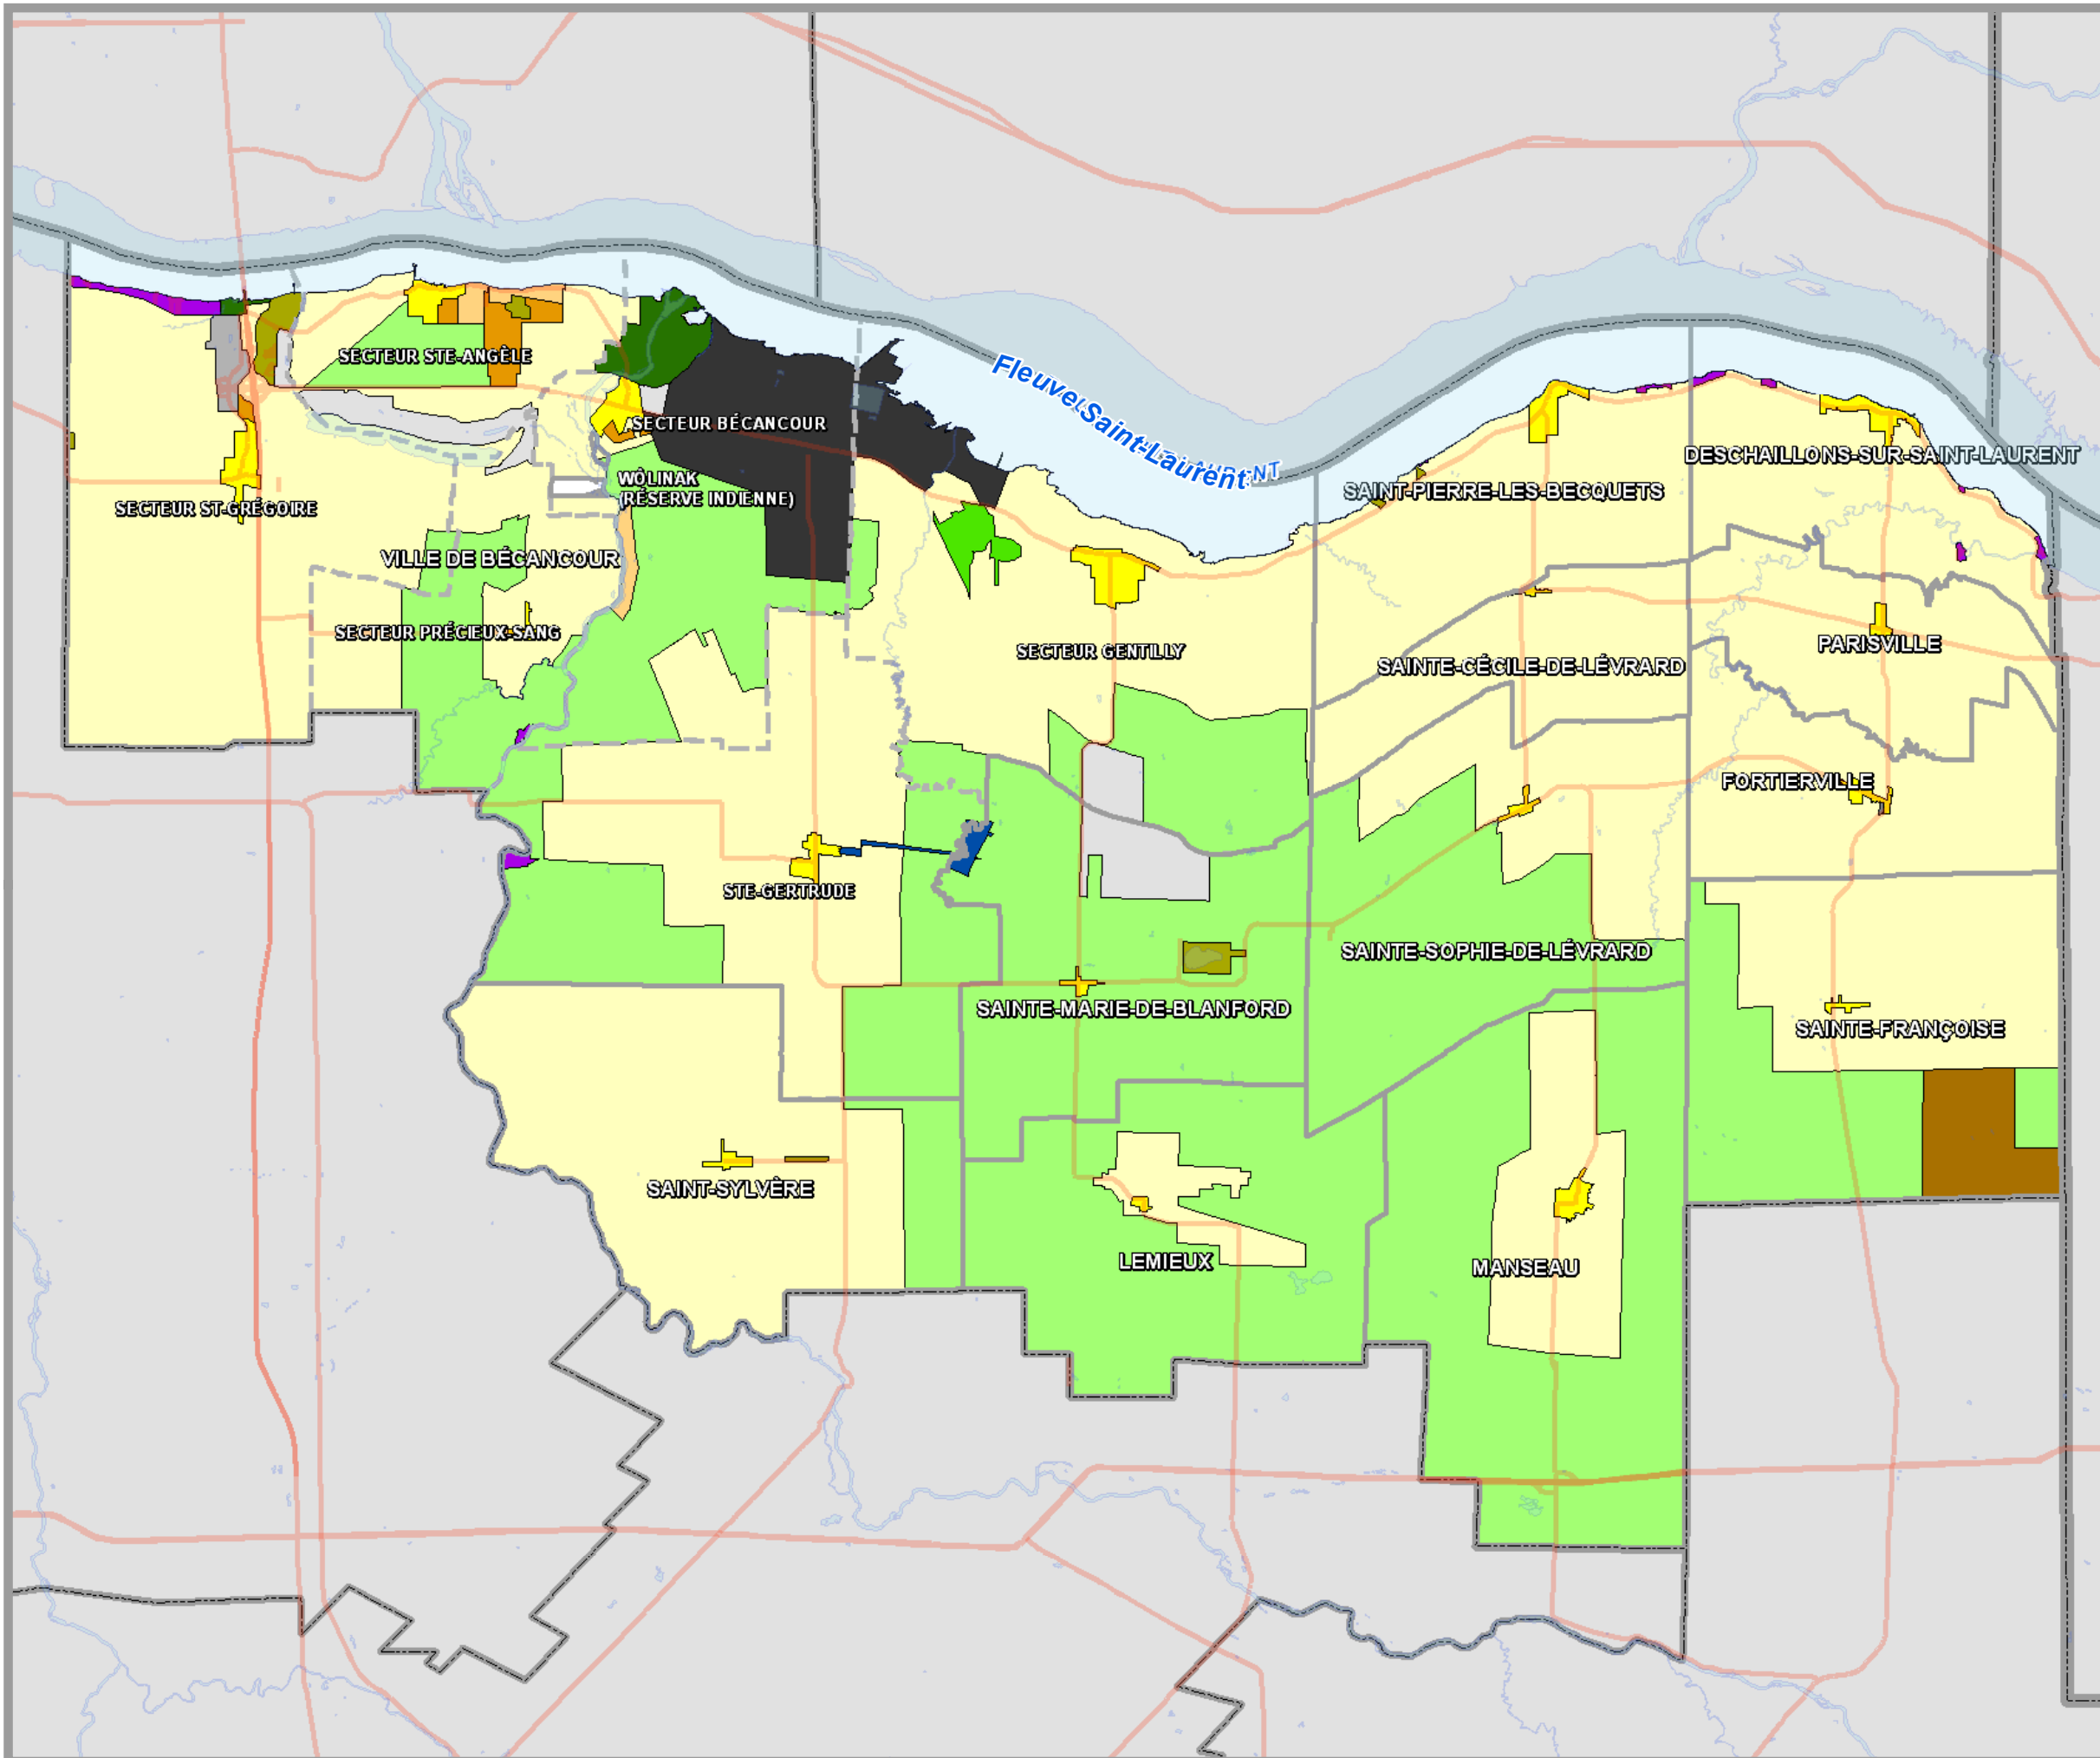 SECTEUR STE-ANGÈLE
Fleuve Saint-Laurent
NT
SECTEUR BÉCANCOUR
DESCHAILLONS-SUR-SAINT-LAURENT
WÔLINAK
(RÉSERVE INDIENNE)
SAINT-PIERRE-LES-BECQUETS
SECTEUR ST-GRÉGOIRE
VILLE DE BÉCANCOUR
SECTEUR PRÉCIEUX-SANG
SECTEUR GENTILLY
PARISVILLE
SAINTE-CÉCILE-DE-LÉVRARD
FORTIERVILLE
STE-GERTRUDE
SAINTE-SOPHIE-DE-LÉVRARD
SAINTE-MARIE-DE-BLANFORD
SAINTE-FRANÇOISE
SAINT-SYLVÈRE
LEMIEUX
MANSEAU